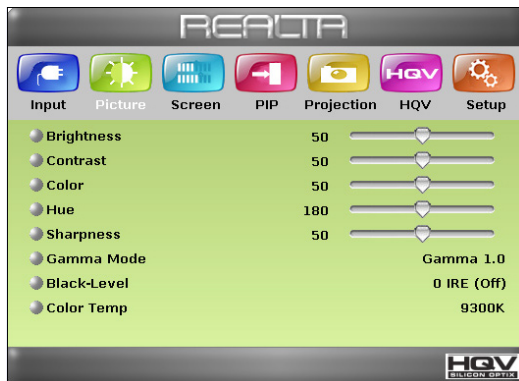 REALTA
HQV
Input Picture Screen PIP Projection HQV Setup
Brightness 50
Contrast 50
Color 50
Hue 180
Sharpness 50
Gamma Mode Gamma 1.0
Black-Level 0 IRE (Off)
Color Temp 9300K
HQV
SILICON OPTIX